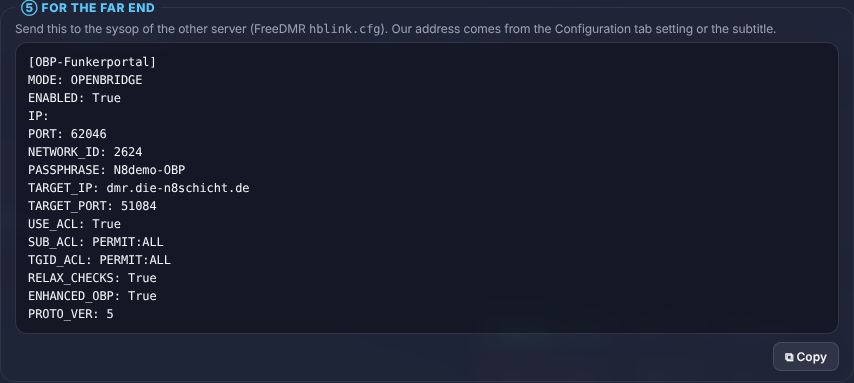 ⑤ FOR THE FAR END
Send this to the sysop of the other server (FreeDMR hblink.cfg). Our address comes from the Configuration tab setting or the subtitle.
[OBP-Funkerportal]
MODE: OPENBRIDGE
ENABLED: True
IP:
PORT: 62046
NETWORK_ID: 2624
PASSPHRASE: N8demo-OBP
TARGET_IP: dmr.die-n8schicht.de
TARGET_PORT: 51084
USE_ACL: True
SUB_ACL: PERMIT:ALL
TGID_ACL: PERMIT:ALL
RELAX_CHECKS: True
ENHANCED_OBP: True
PROTO_VER: 5
⧉ Copy